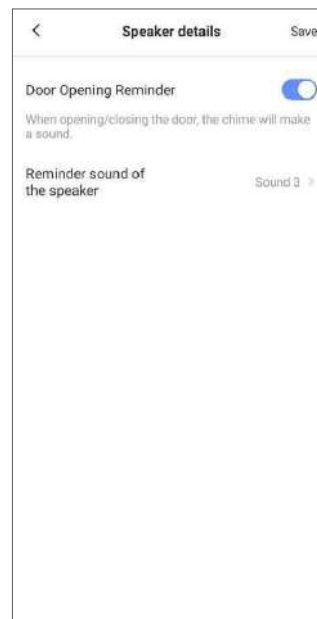 Speaker details
Save
Door Opening Reminder
When opening/closing the door, the chime will make
a sound.
Reminder sound of
the speaker
Sound 3